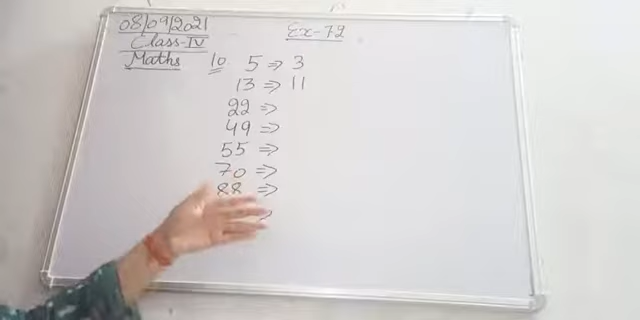 08/09/2021
Ex-72
Class-IV
Maths
10. 5 ⇒ 3
13 ⇒ 11
22 ⇒
49 ⇒
55 ⇒
70 ⇒
88 ⇒